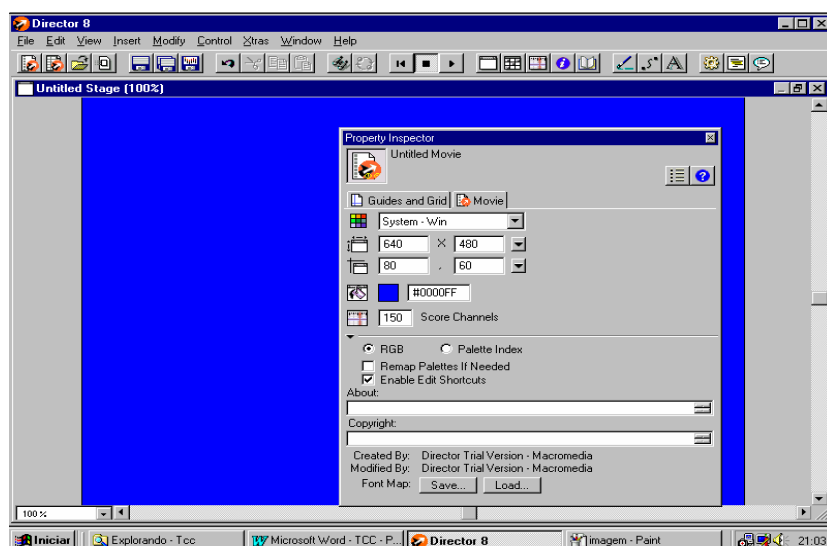 Director 8
File Edit View Insert Modify Control Xtras Window Help
Untitled Stage (100%)
Property Inspector
Untitled Movie
Guides and Grid Movie
System - Win
640 X 480
80 , 60
#0000FF
150 Score Channels
RGB Palette Index
Remap Palettes If Needed
Enable Edit Shortcuts
About:
Copyright:
Created By: Director Trial Version - Macromedia
Modified By: Director Trial Version - Macromedia
Font Map: Save... Load...
100%
Iniciar Explorando - Tcc Microsoft Word - TCC - P... Director 8 imagem - Paint 21:03